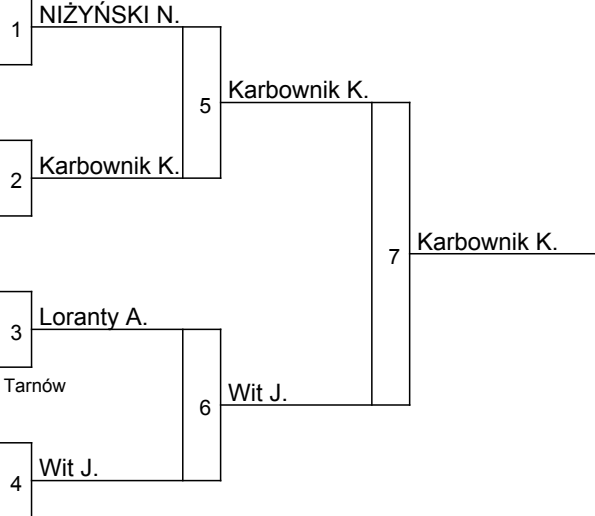 1 NIŻYŃSKI N.
5 Karbownik K.
2 Karbownik K.
7 Karbownik K.
3 Loranty A.
Tarnów
6 Wit J.
4 Wit J.